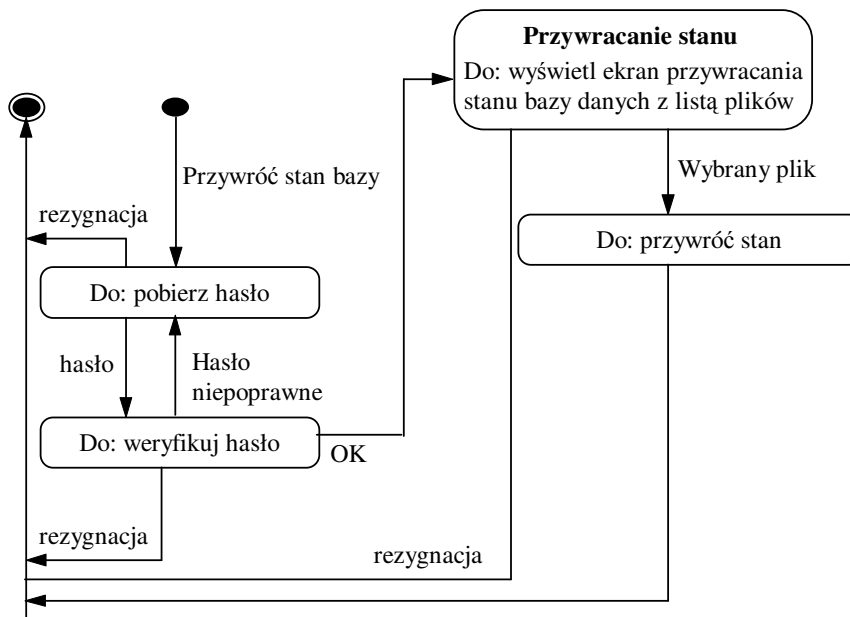 Przywracanie stanu
Do: wyświetl ekran przywracania
stanu bazy danych z listą plików
Przywróć stan bazy
Wybrany plik
rezygnacja
Do: przywróć stan
Do: pobierz hasło
hasło
Hasło
niepoprawne
Do: weryfikuj hasło
OK
rezygnacja
rezygnacja